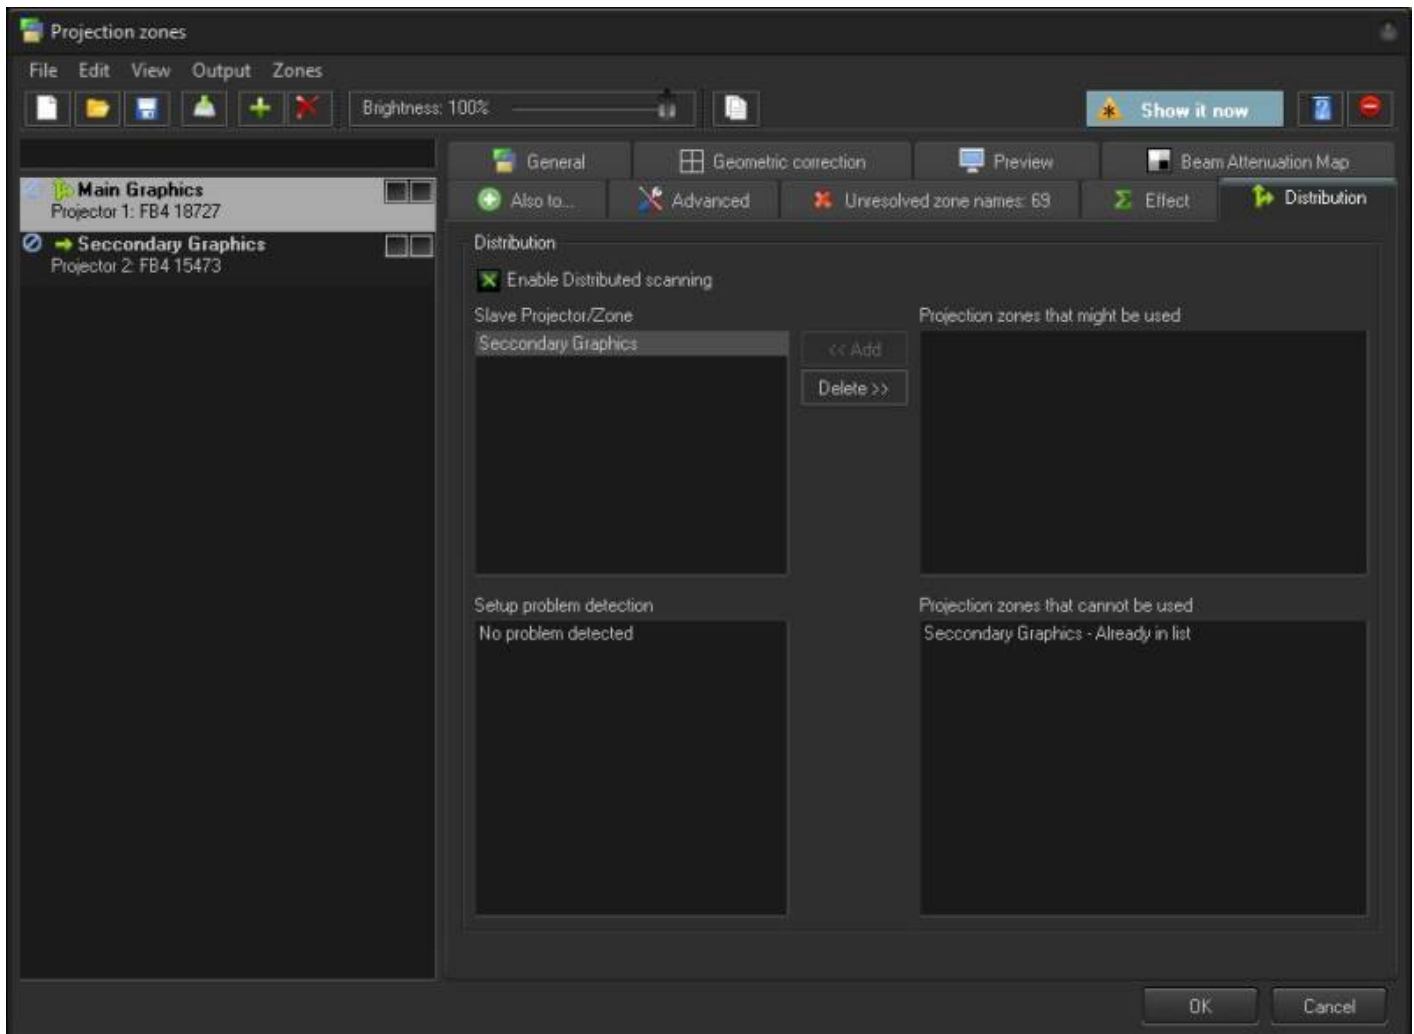 Projection zones
File Edit View Output Zones
Brightness: 100%
Show it now
General Geometric correction Preview Beam Attenuation Map
Also to... Advanced Unresolved zone names: 69 Effect Distribution
Main Graphics
Projector 1: FB4 18727
Seccondary Graphics
Projector 2: FB4 15473
Distribution
Enable Distributed scanning
Slave Projector/Zone
Seccondary Graphics
<< Add
Delete >>
Projection zones that might be used
Setup problem detection
No problem detected
Projection zones that cannot be used
Seccondary Graphics - Already in list
OK Cancel